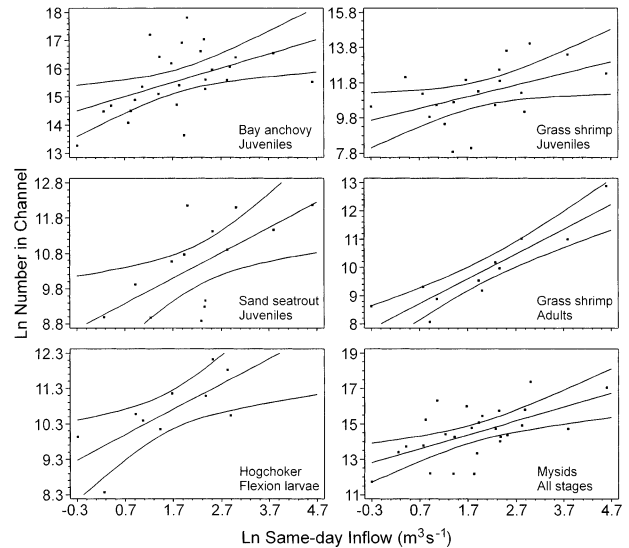 18
17
16
15
14
13
Bay anchovy
Juveniles
15.8
13.8
11.8
9.8
7.8
Grass shrimp
Juveniles
Ln Number in Channel
12.8
11.8
10.8
9.8
8.8
Sand seatrout
Juveniles
13
12
11
10
9
8
Grass shrimp
Adults
12.3
11.3
10.3
9.3
8.3
Hogchoker
Flexion larvae
19
17
15
13
11
Mysids
All stages
-0.3 0.7 1.7 2.7 3.7 4.7
-0.3 0.7 1.7 2.7 3.7 4.7
Ln Same-day Inflow (m³s⁻¹)